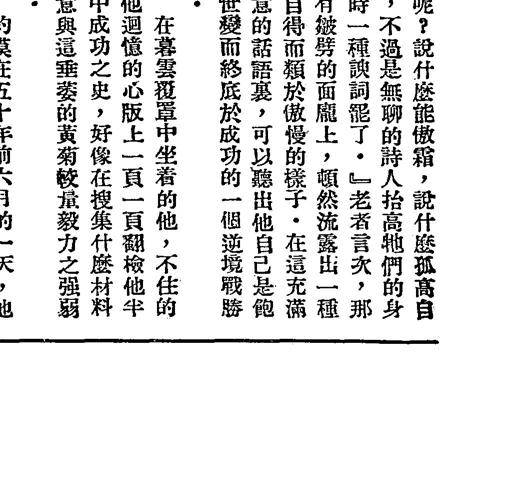 呢？說什麼能傲霜，說什麼孤高自
，不過是無聊的詩人抬高牠們的身
時一種諛詞罷了．』老者言次，那
有皺劈的面龐上，頓然流露出一種
自得而類於傲慢的樣子．在這充滿
意的話語裏，可以聽出他自己是飽
世變而終底於成功的一個逆境戰勝
．
在暮雲覆罩中坐着的他，不住的
他迴憶的心版上一頁一頁翻檢他半
中成功之史，好像在搜集什麼材料
意與這垂萎的黃菊較量毅力之强弱
．
約莫在五十年前六月的一天，他